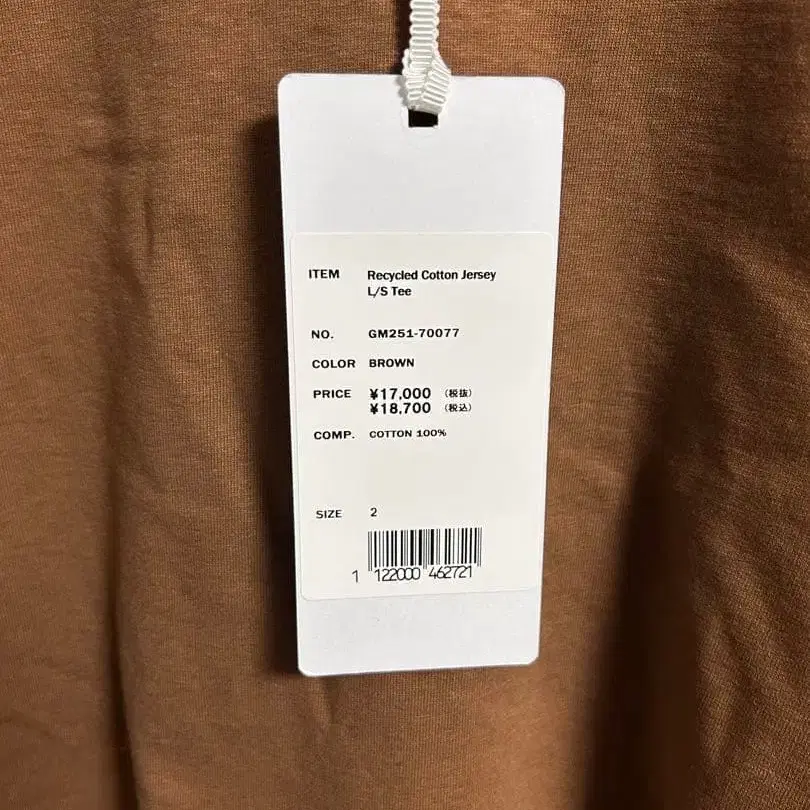 ITEM Recycled Cotton Jersey
L/S Tee
NO. GM251-70077
COLOR BROWN
PRICE ¥17,000 (税抜)
¥18,700 (税込)
COMP. COTTON 100%
SIZE 2
1 122000 462721